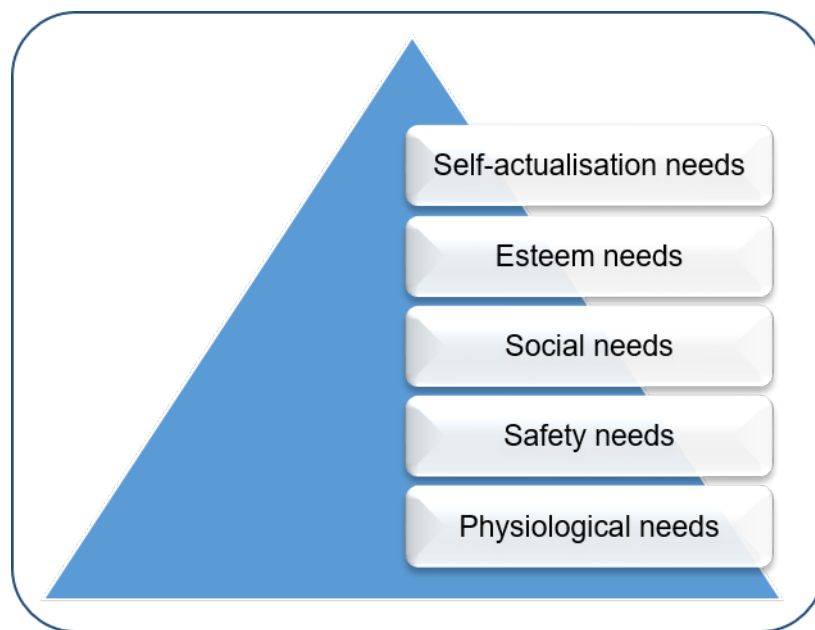 Self-actualisation needs
Esteem needs
Social needs
Safety needs
Physiological needs